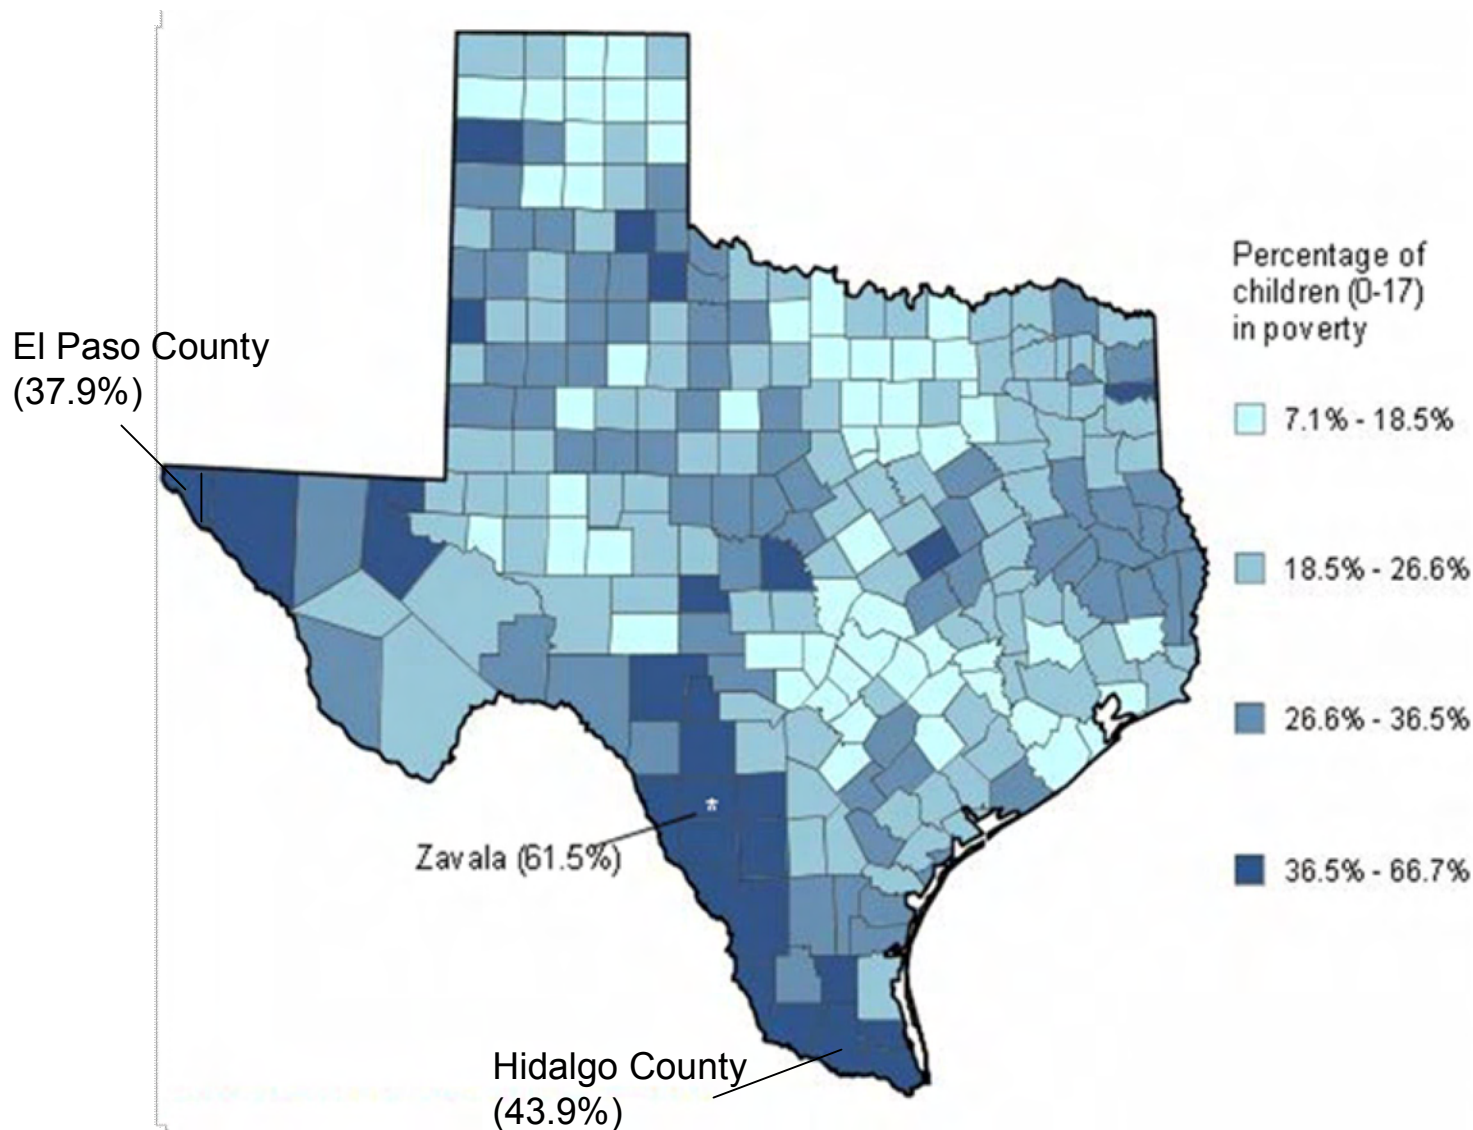 El Paso County
(37.9%)
Percentage of
children (0-17)
in poverty
7.1% - 18.5%
18.5% - 26.6%
26.6% - 36.5%
36.5% - 66.7%
*
Zavala (61.5%)
Hidalgo County
(43.9%)